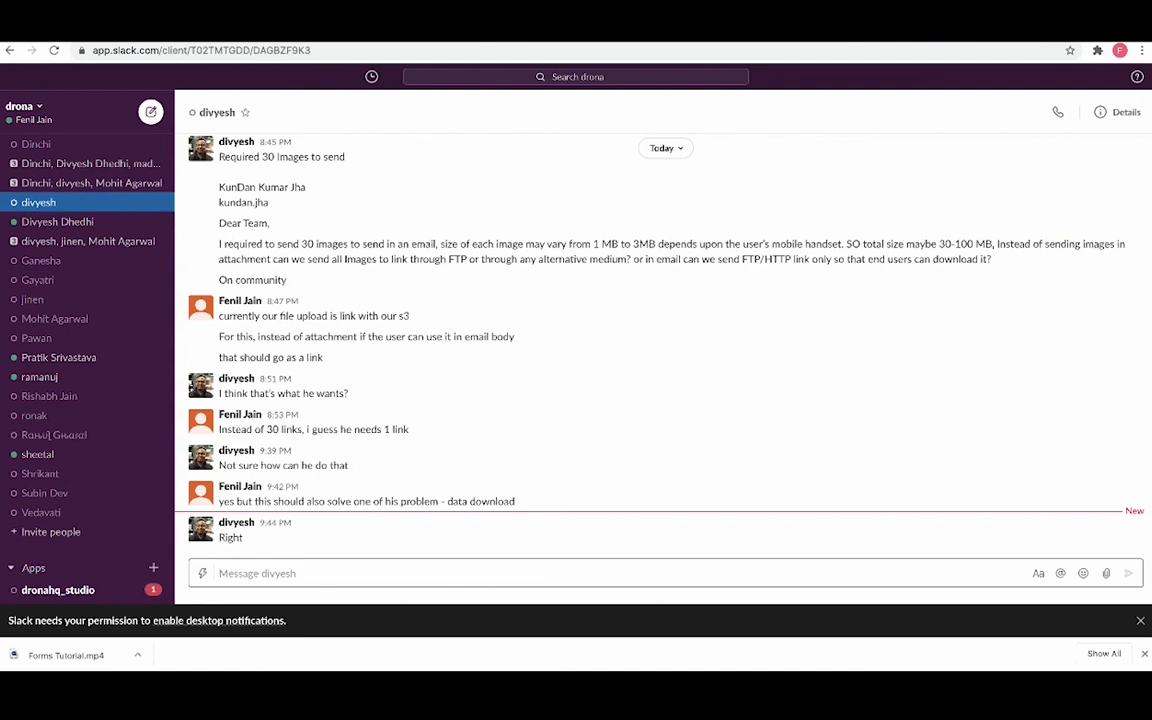 app.slack.com/client/T02TMTGDD/DAGBZF9K3
F
Search drona
drona
Fenil Jain
Dinchi
3 Dinchi, Divyesh Dhedhi, mad...
3 Dinchi, divyesh, Mohit Agarwal
divyesh
Divyesh Dhedhi
3 divyesh, jinen, Mohit Agarwal
Ganesha
Gayatri
jinen
Mohit Agarwal
Pawan
Pratik Srivastava
ramanuj
Rishabh Jain
ronak
sheetal
Shrikant
Subin Dev
Vedavati
+ Invite people
Apps +
dronahq_studio 1
divyesh
Details
Today
divyesh 8:45 PM
Required 30 Images to send
KunDan Kumar Jha
kundan.jha
Dear Team,
I required to send 30 images to send in an email, size of each image may vary from 1 MB to 3MB depends upon the user's mobile handset. SO total size maybe 30-100 MB, Instead of sending images in
attachment can we send all Images to link through FTP or through any alternative medium? or in email can we send FTP/HTTP link only so that end users can download it?
On community
Fenil Jain 8:47 PM
currently our file upload is link with our s3
For this, instead of attachment if the user can use it in email body
that should go as a link
divyesh 8:51 PM
I think that's what he wants?
Fenil Jain 8:53 PM
Instead of 30 links, i guess he needs 1 link
divyesh 9:39 PM
Not sure how can he do that
Fenil Jain 9:42 PM
yes but this should also solve one of his problem - data download
New
divyesh 9:44 PM
Right
Message divyesh
Aa @
Slack needs your permission to enable desktop notifications.
Forms Tutorial.mp4
Show All